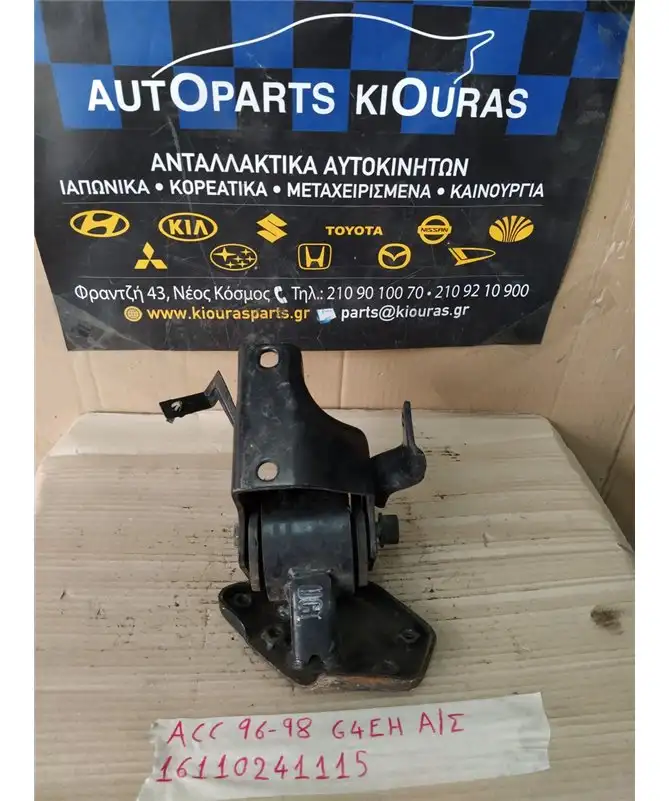 AUTOPARTS KIOURAS
ΑΝΤΑΛΛΑΚΤΙΚΑ ΑΥΤΟΚΙΝΗΤΩΝ
ΙΑΠΩΝΙΚΑ • ΚΟΡΕΑΤΙΚΑ • ΜΕΤΑΧΕΙΡΙΣΜΕΝΑ • ΚΑΙΝΟΥΡΓΙΑ
KIA TOYOTA NISSAN
Φραντζή 43, Νέος Κόσμος Τηλ.: 210 90 100 70 • 210 92 10 900
www.kiourasparts.gr parts@kiouras.gr
ACC 96-98 G4EH Α/Σ
16110241115